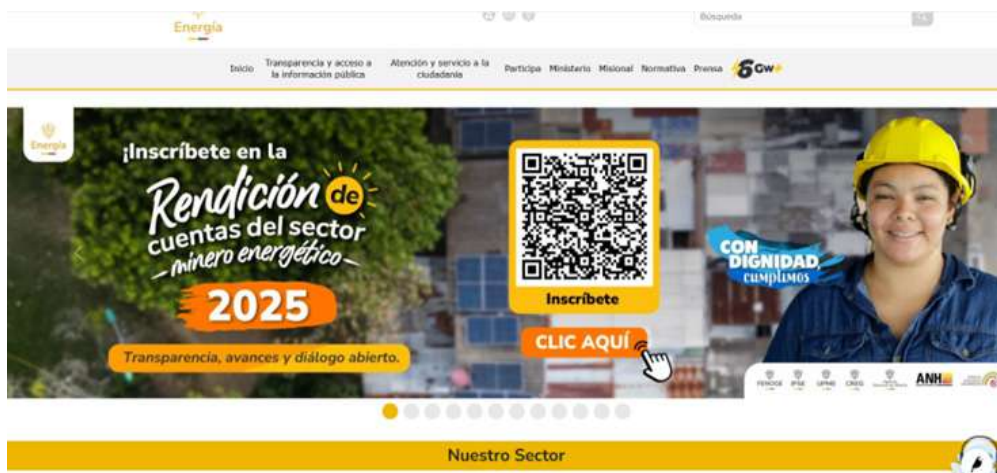 Energía
Búsqueda
Inicio
Transparencia y acceso a
la información pública
Atención y servicio a la
ciudadanía
Participa Ministerio Misional Normativa Prensa 6GW+
Energía
¡Inscríbete en la
Rendición de
cuentas del sector
minero energético
2025
Transparencia, avances y diálogo abierto.
Inscríbete
CLIC AQUÍ
CON
DIGNIDAD
CUMPLIMOS
FENOGE IPSE UPME CREG
ANH
Nuestro Sector